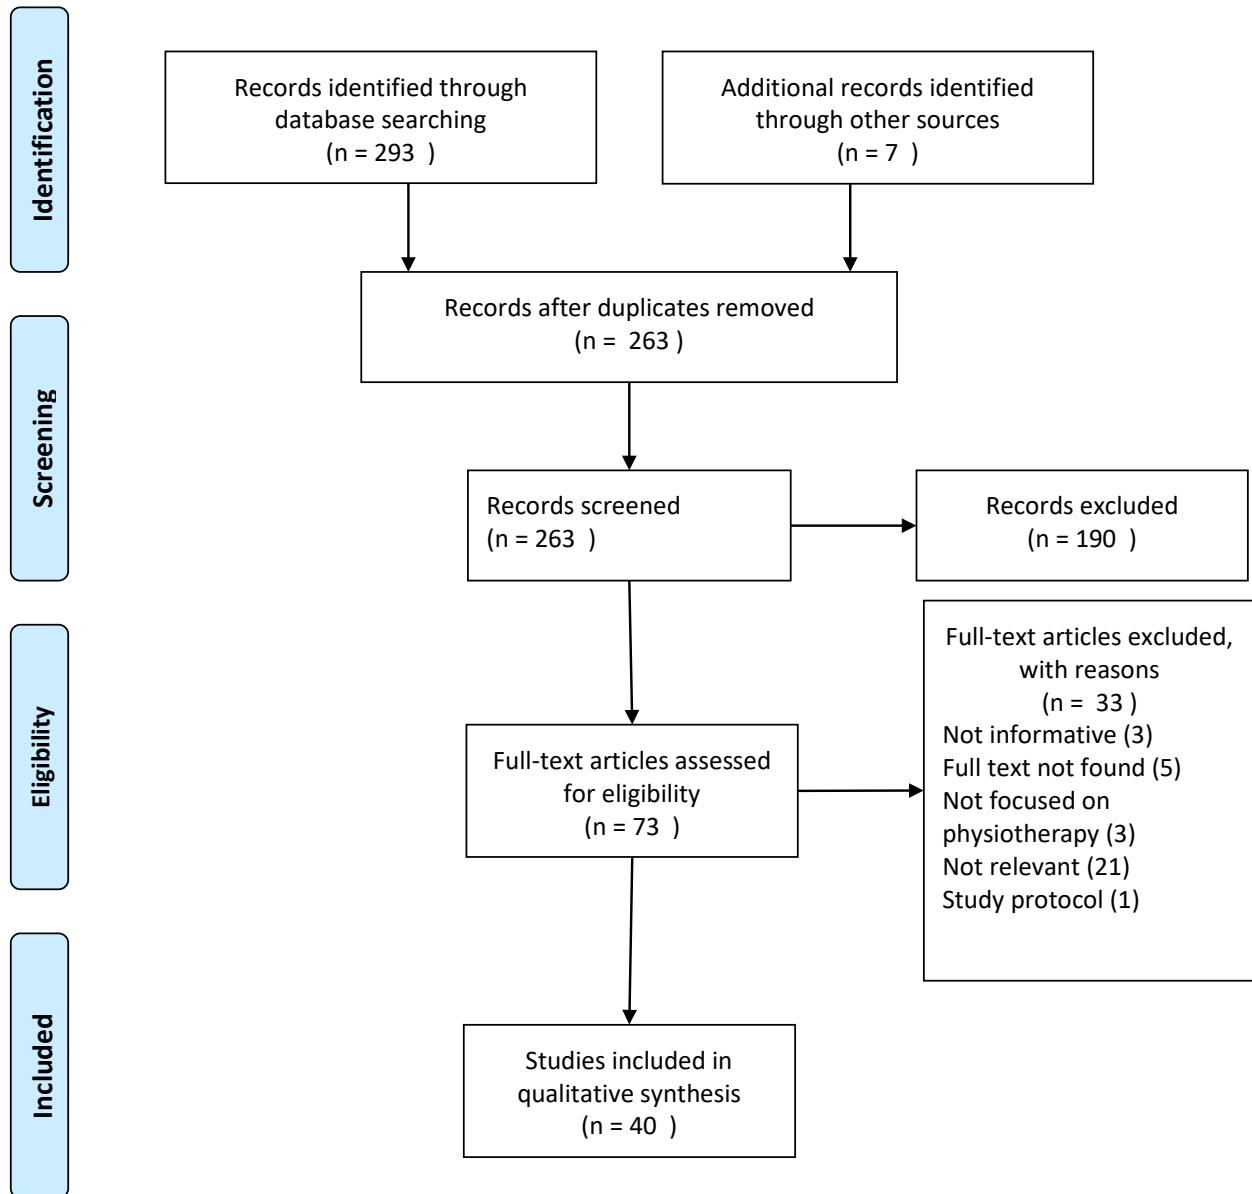 Identification
Records identified through
database searching
(n = 293  )
Additional records identified
through other sources
(n = 7  )
Records after duplicates removed
(n =  263 )
Screening
Records screened
(n = 263  )
Records excluded
(n = 190  )
Eligibility
Full-text articles assessed
for eligibility
(n = 73  )
Full-text articles excluded,
with reasons
(n =  33 )
Not informative (3)
Full text not found (5)
Not focused on
physiotherapy (3)
Not relevant (21)
Study protocol (1)
Included
Studies included in
qualitative synthesis
(n = 40  )